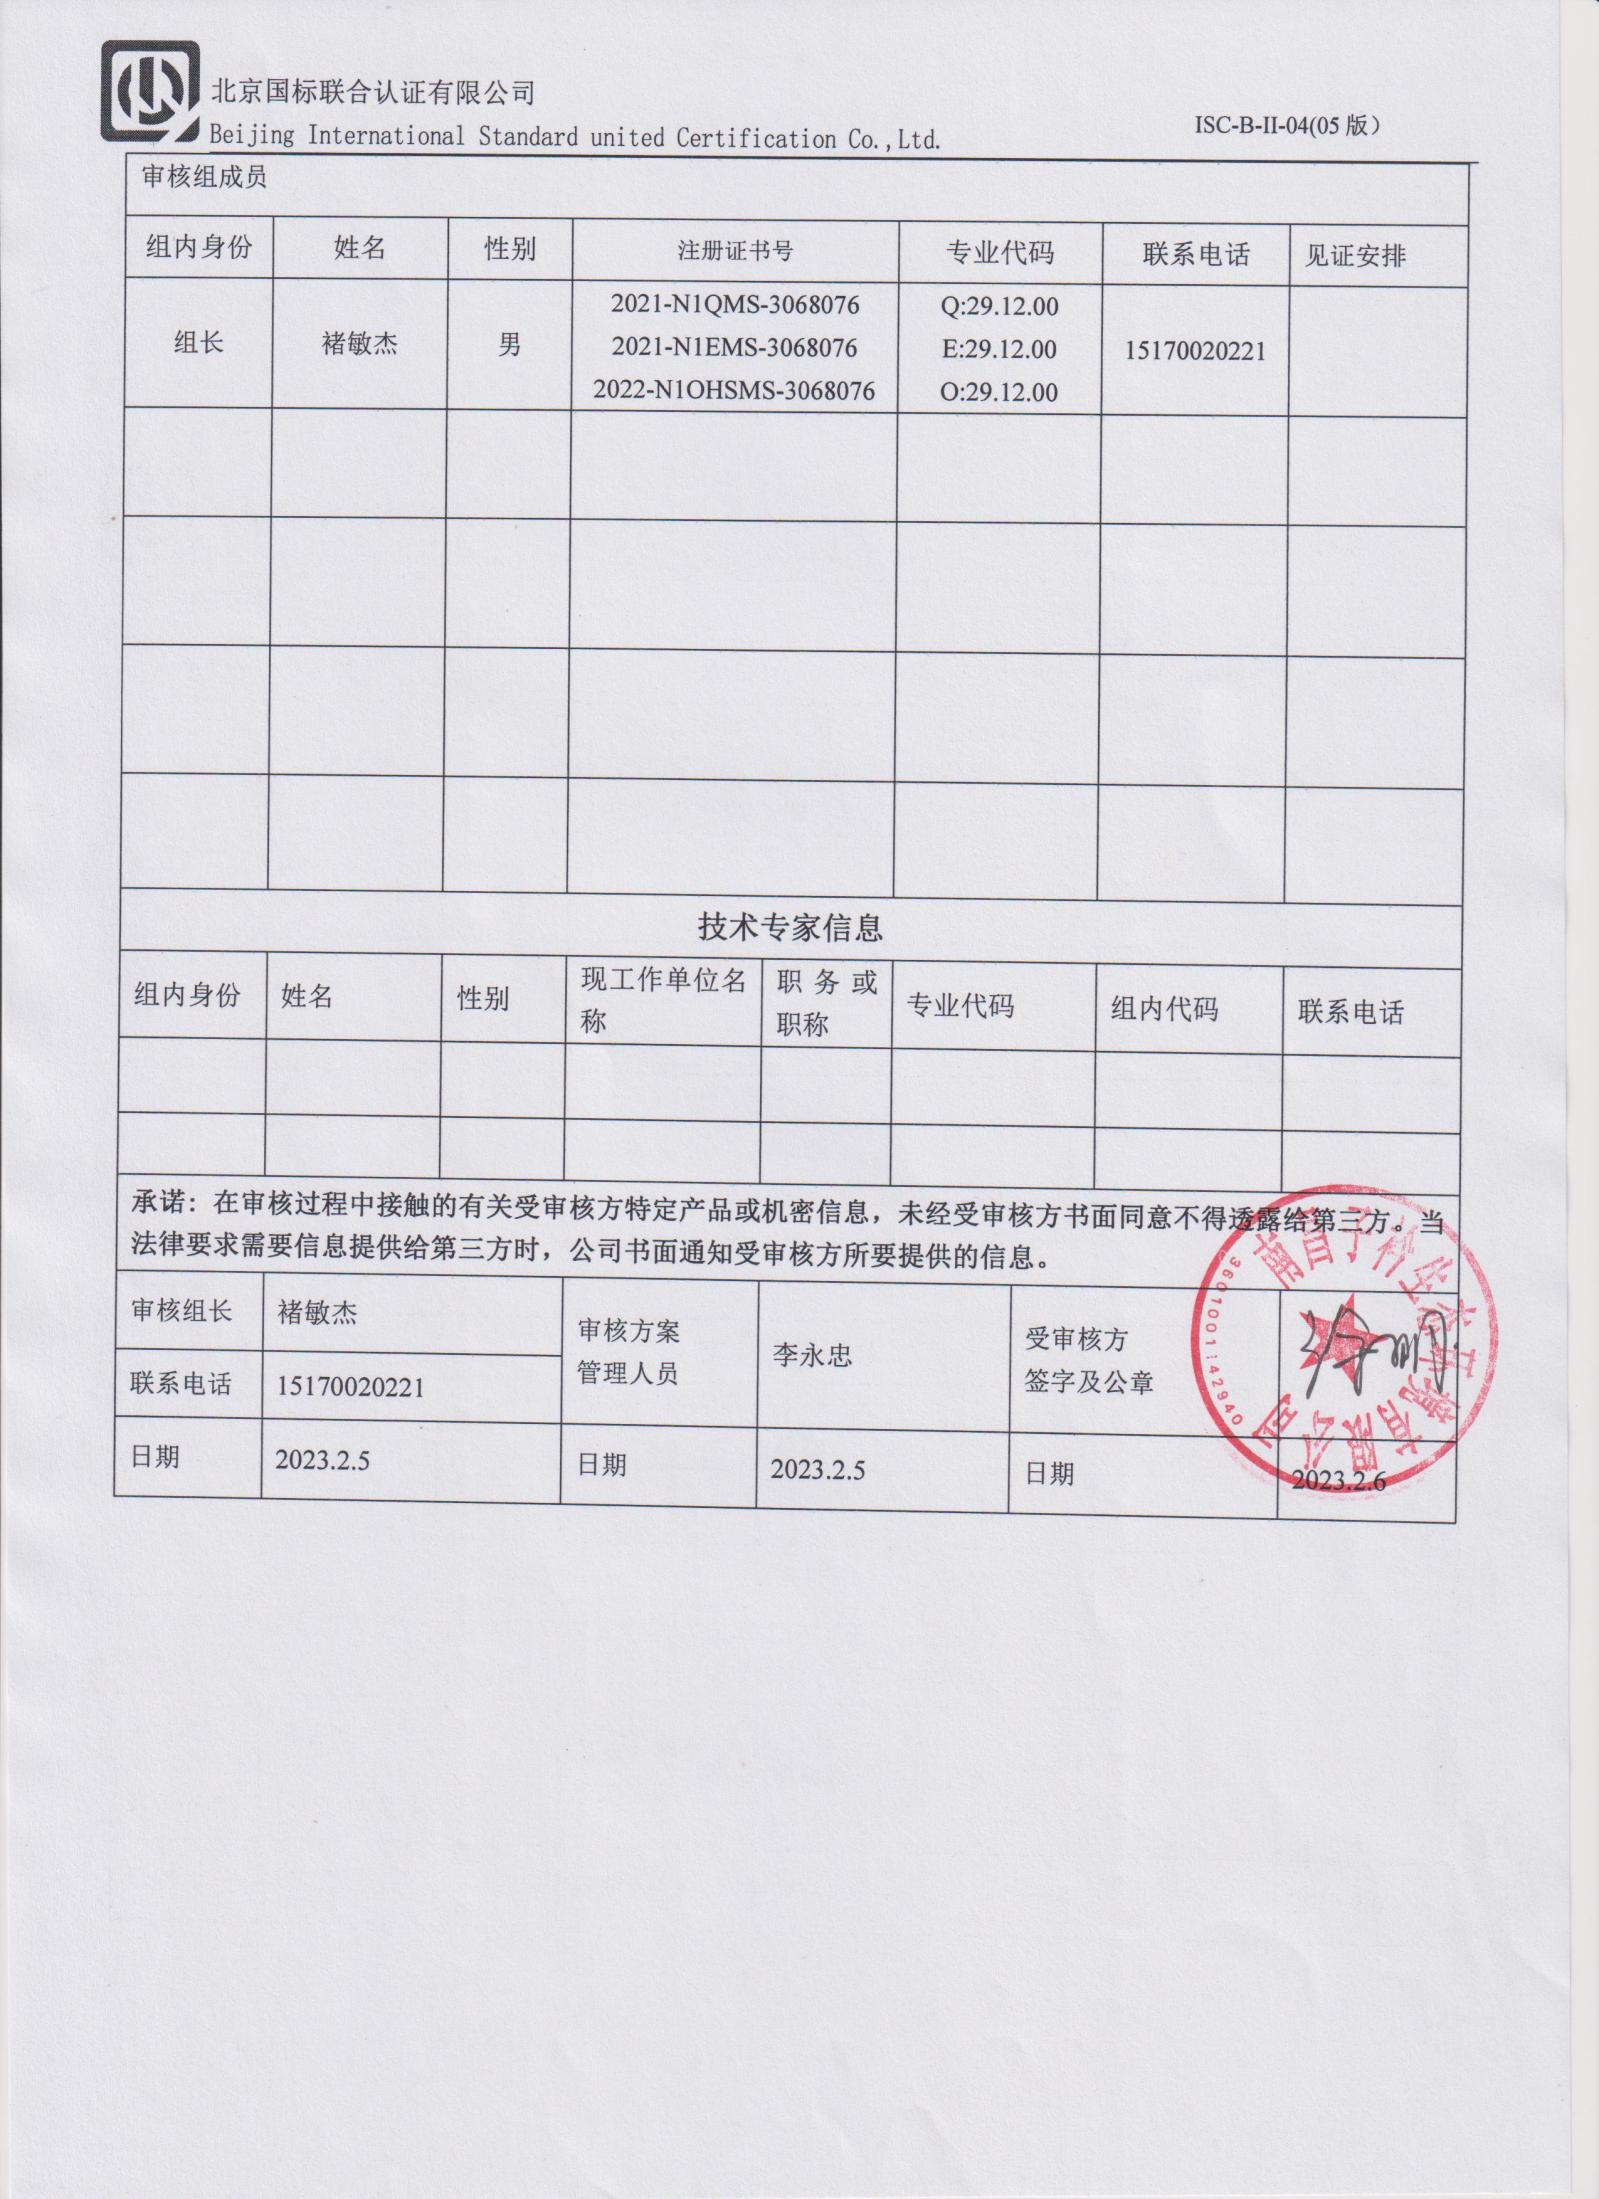 北京国标联合认证有限公司
Beijing International Standard united Certification Co.,Ltd.
ISC-B-II-04(05 版)
审核组成员
组内身份 姓名 性别 注册证书号 专业代码 联系电话 见证安排
2021-N1QMS-3068076 Q:29.12.00
组长 褚敏杰 男 2021-N1EMS-3068076 E:29.12.00 15170020221
2022-N1OHSMS-3068076 O:29.12.00
技术专家信息
组内身份 姓名 性别 现工作单位名 职务或 专业代码 组内代码 联系电话
称 职称
承诺：在审核过程中接触的有关受审核方特定产品或机密信息，未经受审核方书面同意不得透露给第三方。当
法律要求需要信息提供给第三方时，公司书面通知受审核方所要提供的信息。
审核组长 褚敏杰 审核方案 李永忠 受审核方
联系电话 15170020221 管理人员 签字及公章
日期 2023.2.5 日期 2023.2.5 日期 2023.2.6
有限公司